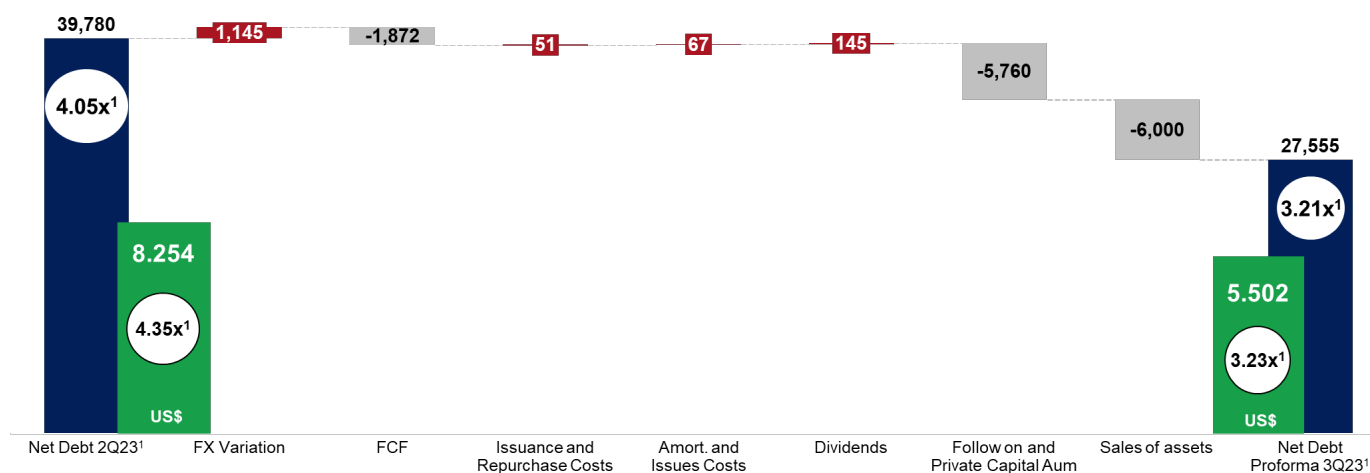 39,780
1,145
-1,872
51
67
145
-5,760
-6,000
27,555
4.05x¹
3.21x¹
8.254
4.35x¹
US$
5.502
3.23x¹
US$
Net Debt 2Q23¹
FX Variation
FCF
Issuance and
Repurchase Costs
Amort. and
Issues Costs
Dividends
Follow on and
Private Capital Aum
Sales of assets
Net Debt
Proforma 3Q23¹